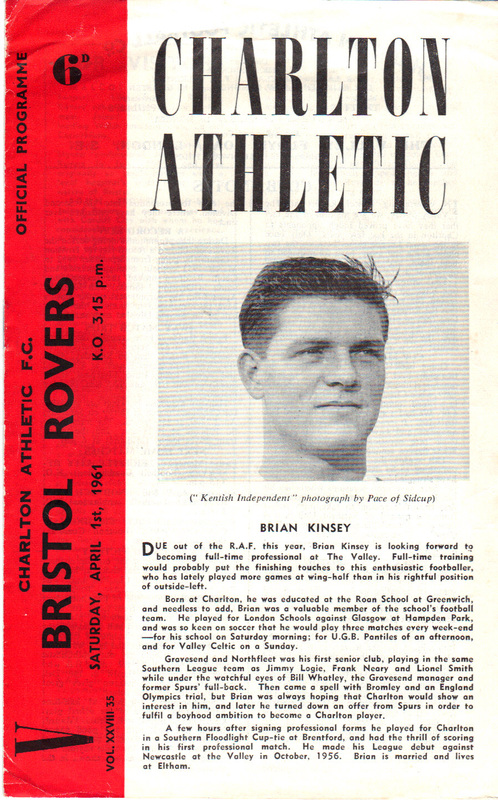 OFFICIAL PROGRAMME
6D
CHARLTON ATHLETIC F.C.
V BRISTOL ROVERS
SATURDAY, APRIL 1st, 1961 K.O. 3.15 p.m.
VOL. XXVIII 35
CHARLTON
ATHLETIC
("Kentish Independent" photograph by Pace of Sidcup)
BRIAN KINSEY
DUE out of the R.A.F. this year, Brian Kinsey is looking forward to
becoming full-time professional at The Valley. Full-time training
would probably put the finishing touches to this enthusiastic footballer,
who has lately played more games at wing-half than in his rightful position
of outside-left.
Born at Charlton, he was educated at the Roan School at Greenwich,
and needless to add, Brian was a valuable member of the school's football
team. He played for London Schools against Glasgow at Hampden Park,
and was so keen on soccer that he would play three matches every week-end
—for his school on Saturday morning; for U.G.B. Pantiles of an afternoon,
and for Valley Celtic on a Sunday.
Gravesend and Northfleet was his first senior club, playing in the same
Southern League team as Jimmy Logie, Frank Neary and Lionel Smith
while under the watchful eyes of Bill Whatley, the Gravesend manager and
former Spurs' full-back. Then came a spell with Bromley and an England
Olympics trial, but Brian was always hoping that Charlton would show an
interest in him, and later he turned down an offer from Spurs in order to
fulfil a boyhood ambition to become a Charlton player.
A few hours after signing professional forms he played for Charlton
in a Southern Floodlight Cup-tie at Brentford, and had the thrill of scoring
in his first professional match. He made his League debut against
Newcastle at the Valley in October, 1956. Brian is married and lives
at Eltham.